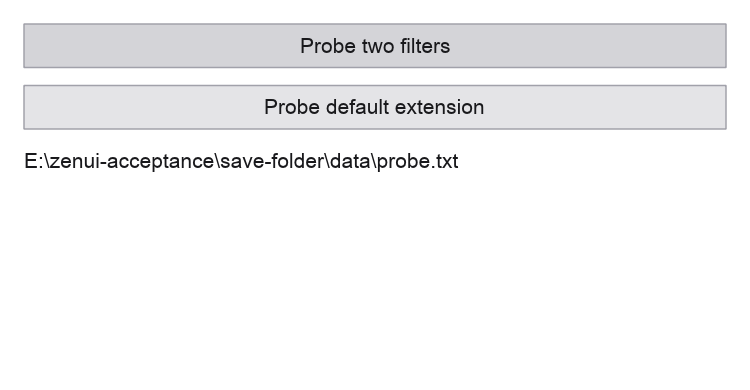 Probe two filters
Probe default extension
E:\zenui-acceptance\save-folder\data\probe.txt